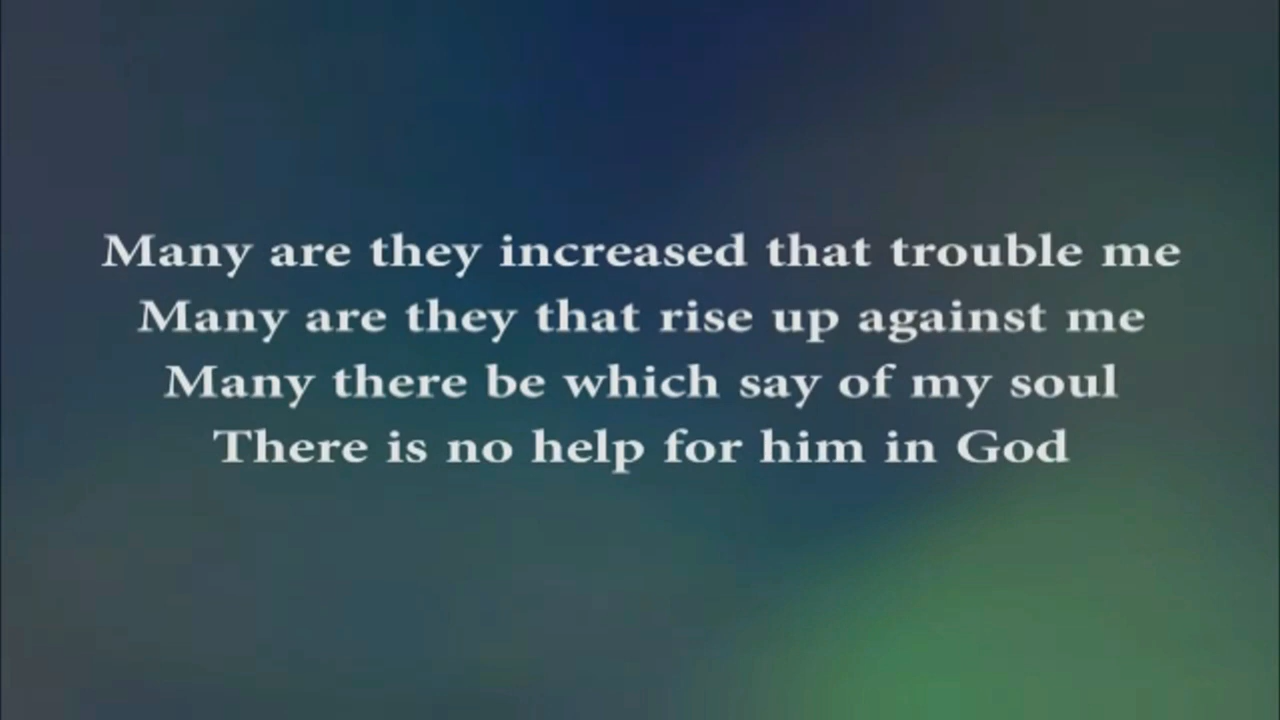 Many are they increased that trouble me
Many are they that rise up against me
Many there be which say of my soul
There is no help for him in God